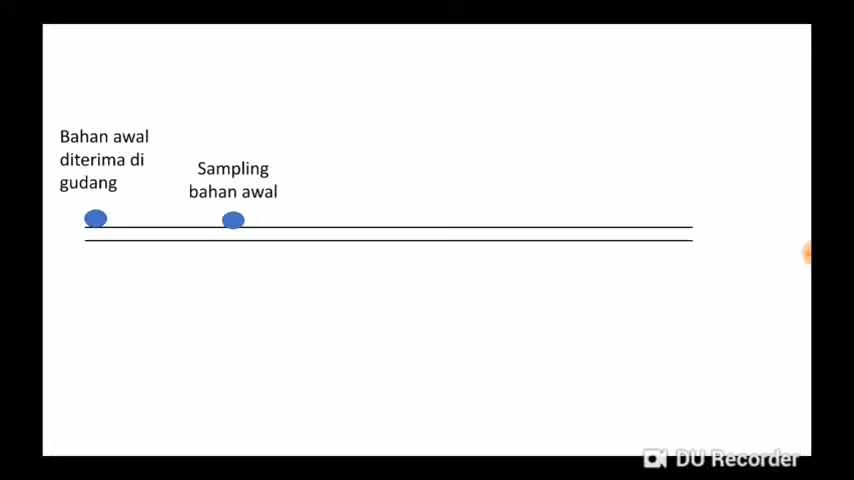 Bahan awal
diterima di
gudang
Sampling
bahan awal
DU Recorder